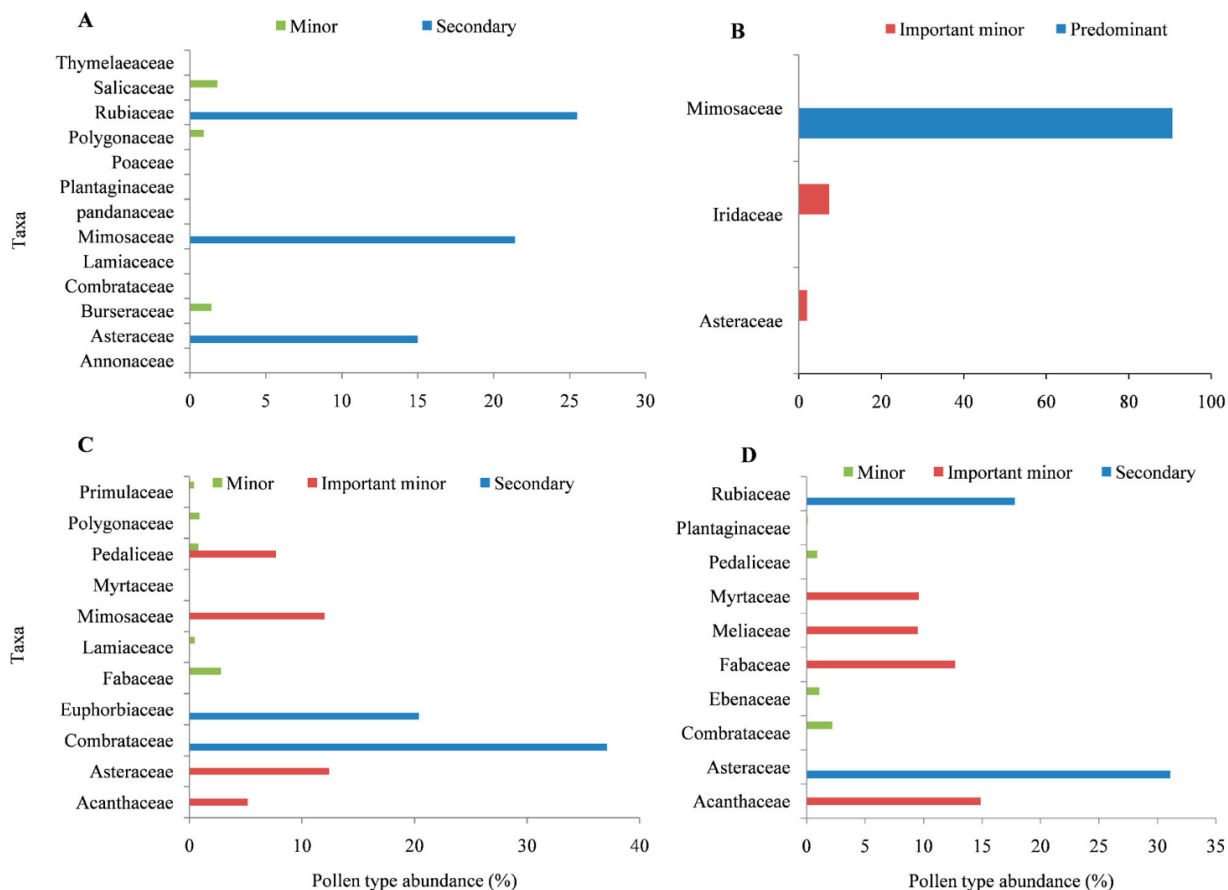 A
Minor Secondary
Thymelaeaceae
Salicaceae
Rubiaceae
Polygonaceae
Poaceae
Plantaginaceae
pandanaceae
Mimosaceae
Lamiaceace
Combrataceae
Burseraceae
Asteraceae
Annonaceae
Taxa
0 5 10 15 20 25 30
B
Important minor Predominant
Mimosaceae
Iridaceae
Asteraceae
0 20 40 60 80 100
C
Minor Important minor Secondary
Primulaceae
Polygonaceae
Pedaliceae
Myrtaceae
Mimosaceae
Lamiaceace
Fabaceae
Euphorbiaceae
Combrataceae
Asteraceae
Acanthaceae
Taxa
0 10 20 30 40
Pollen type abundance (%)
D
Minor Important minor Secondary
Rubiaceae
Plantaginaceae
Pedaliceae
Myrtaceae
Meliaceae
Fabaceae
Ebenaceae
Combrataceae
Asteraceae
Acanthaceae
0 5 10 15 20 25 30 35
Pollen type abundance (%)